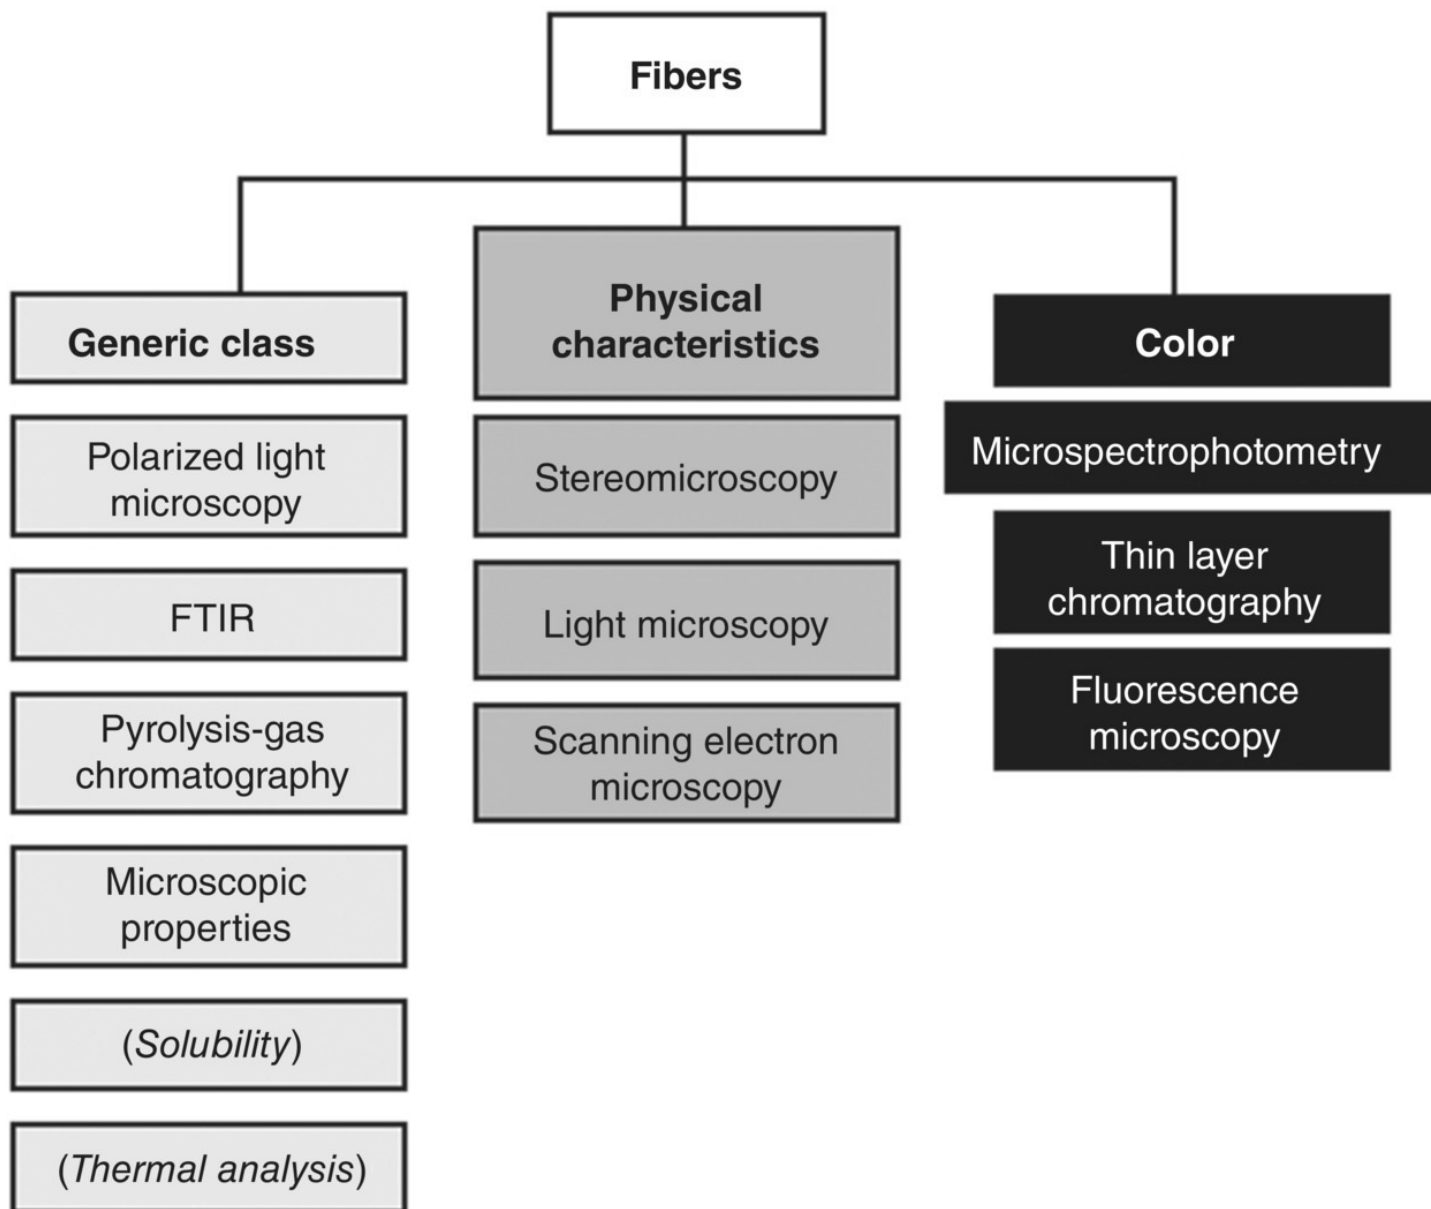 Fibers
Generic class
Polarized light
microscopy
FTIR
Pyrolysis-gas
chromatography
Microscopic
properties
(Solubility)
(Thermal analysis)
Physical
characteristics
Stereomicroscopy
Light microscopy
Scanning electron
microscopy
Color
Microspectrophotometry
Thin layer
chromatography
Fluorescence
microscopy